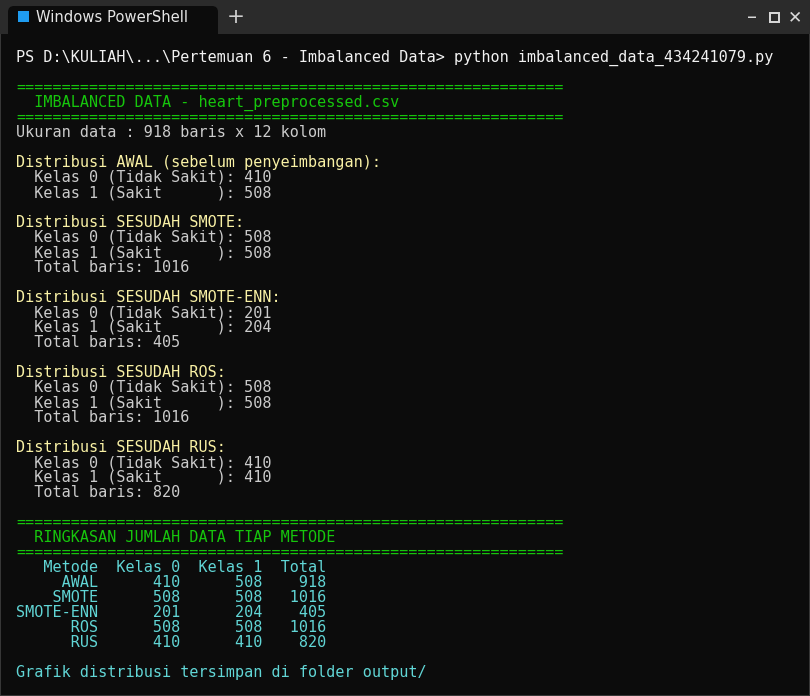 Windows PowerShell
PS D:\KULIAH\...\Pertemuan 6 - Imbalanced Data> python imbalanced_data_434241079.py
============================================================
  IMBALANCED DATA - heart_preprocessed.csv
============================================================
Ukuran data : 918 baris x 12 kolom
Distribusi AWAL (sebelum penyeimbangan):
  Kelas 0 (Tidak Sakit): 410
  Kelas 1 (Sakit      ): 508
Distribusi SESUDAH SMOTE:
  Kelas 0 (Tidak Sakit): 508
  Kelas 1 (Sakit      ): 508
  Total baris: 1016
Distribusi SESUDAH SMOTE-ENN:
  Kelas 0 (Tidak Sakit): 201
  Kelas 1 (Sakit      ): 204
  Total baris: 405
Distribusi SESUDAH ROS:
  Kelas 0 (Tidak Sakit): 508
  Kelas 1 (Sakit      ): 508
  Total baris: 1016
Distribusi SESUDAH RUS:
  Kelas 0 (Tidak Sakit): 410
  Kelas 1 (Sakit      ): 410
  Total baris: 820
============================================================
  RINGKASAN JUMLAH DATA TIAP METODE
============================================================
   Metode  Kelas 0  Kelas 1  Total
     AWAL      410      508    918
    SMOTE      508      508   1016
SMOTE-ENN      201      204    405
      ROS      508      508   1016
      RUS      410      410    820
Grafik distribusi tersimpan di folder output/